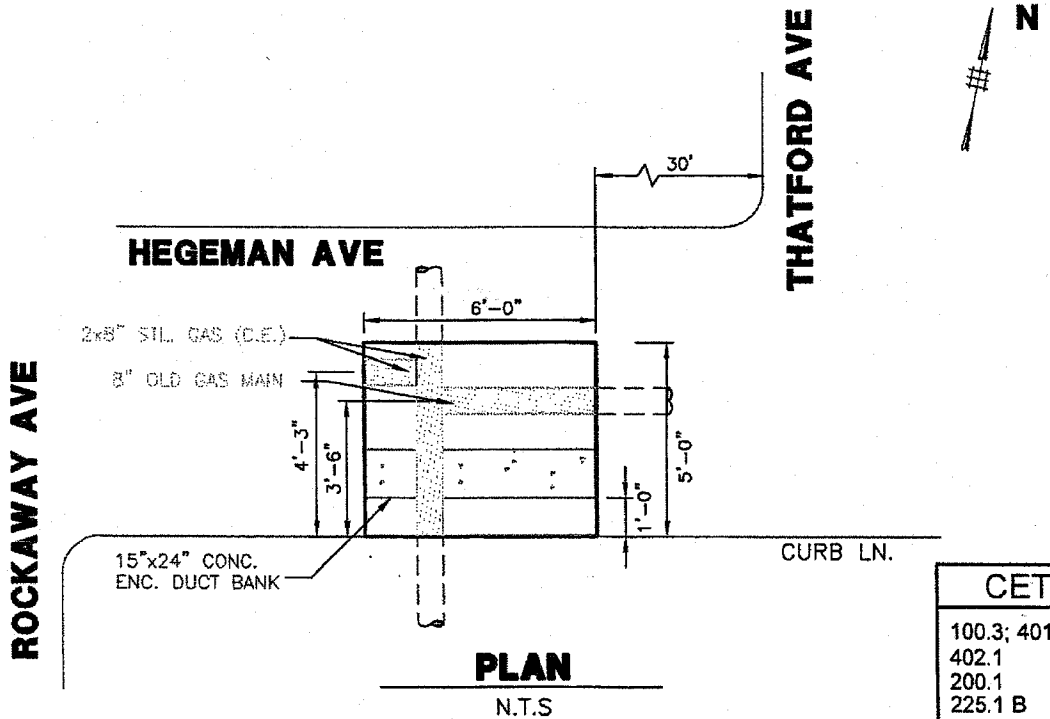 N
THATFORD AVE
30'
HEGEMAN AVE
6'-0"
2x8" STL. GAS (C.E.)
8" OLD GAS MAIN
ROCKAWAY AVE
4'-3"
3'-6"
5'-0"
1'-0"
15"x24" CONC.
ENC. DUCT BANK
CURB LN.
PLAN
N.T.S
CET
100.3; 401
402.1
200.1
225.1 B